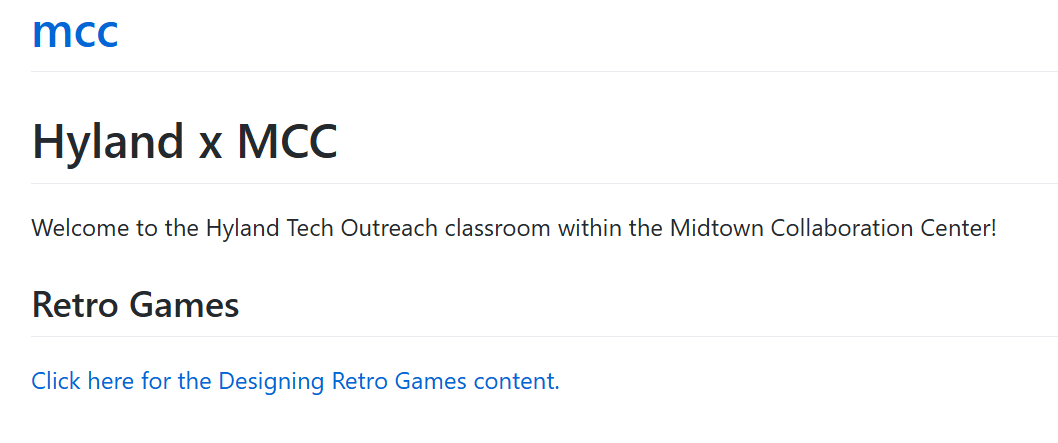 mcc
Hyland x MCC
Welcome to the Hyland Tech Outreach classroom within the Midtown Collaboration Center!
Retro Games
Click here for the Designing Retro Games content.